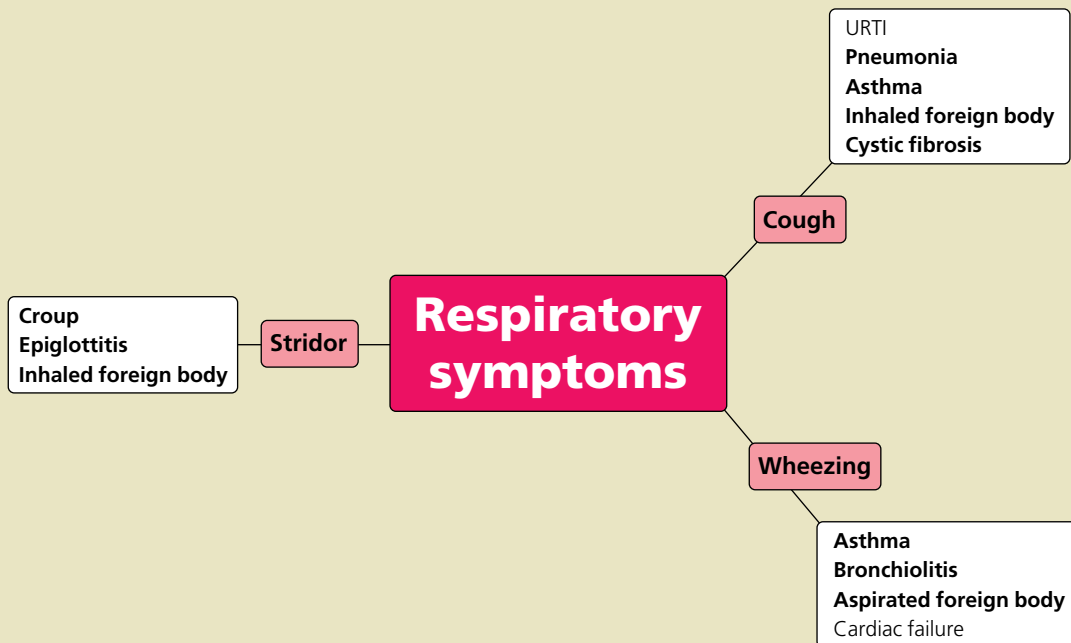 URTI
Pneumonia
Asthma
Inhaled foreign body
Cystic fibrosis
Cough
Respiratory
symptoms
Croup
Epiglottitis
Inhaled foreign body
Stridor
Wheezing
Asthma
Bronchiolitis
Aspirated foreign body
Cardiac failure